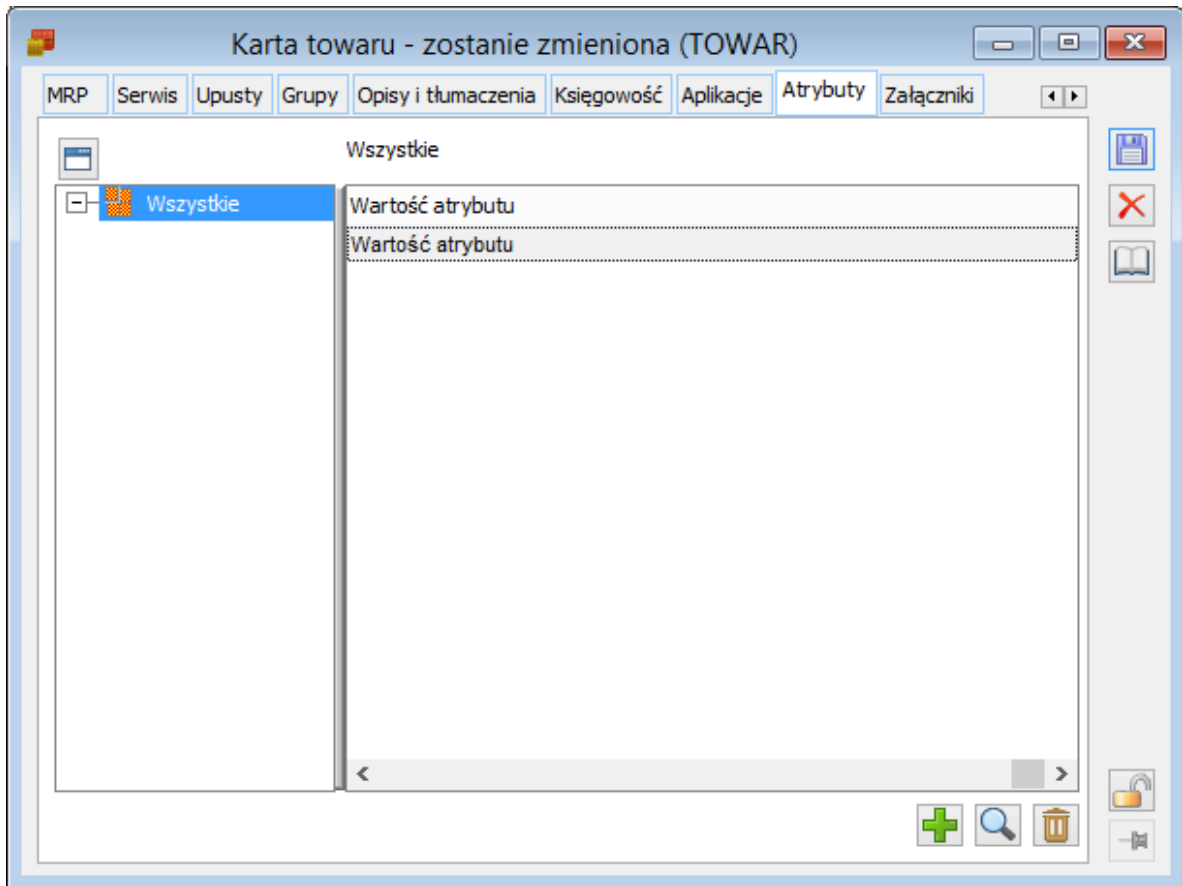 Karta towaru - zostanie zmieniona (TOWAR)
MRP Serwis Upusty Grupy Opisy i tłumaczenia Księgowość Aplikacje Atrybuty Załączniki
Wszystkie
Wszystkie
Wartość atrybutu
Wartość atrybutu